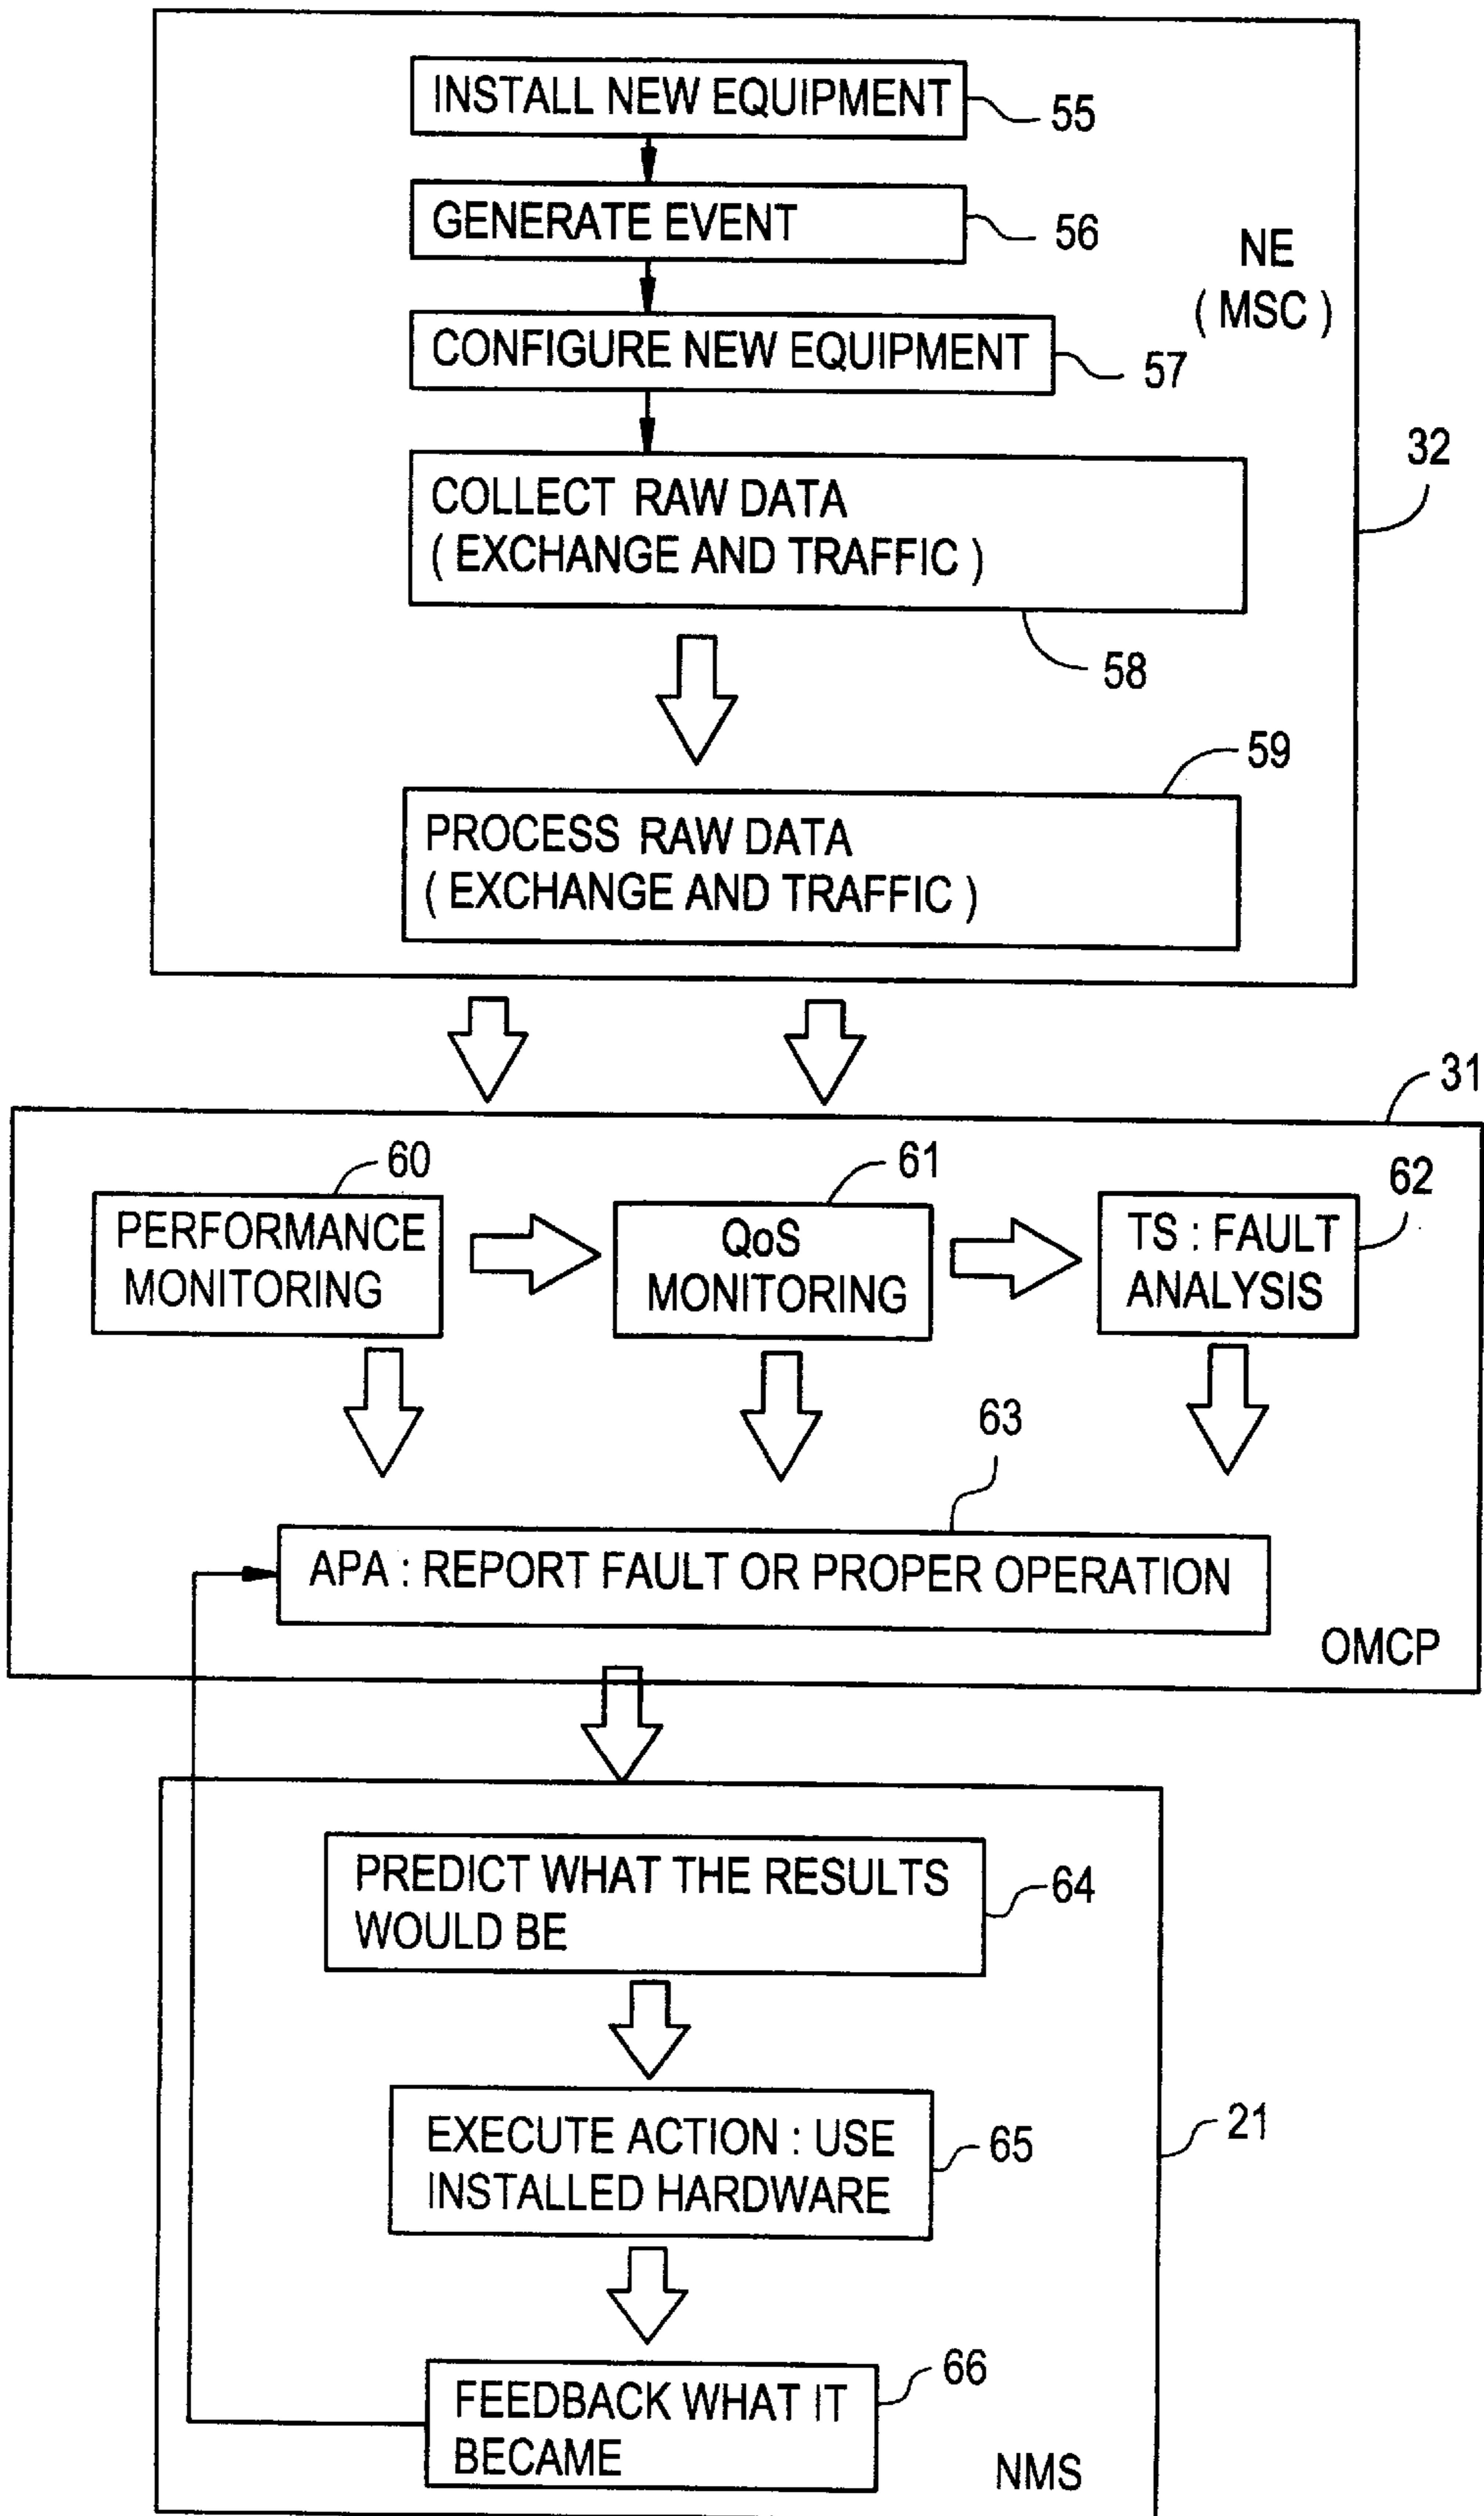 INSTALL NEW EQUIPMENT
55
GENERATE EVENT
56
NE
( MSC )
CONFIGURE NEW EQUIPMENT
57
32
COLLECT RAW DATA
( EXCHANGE AND TRAFFIC )
58
59
PROCESS RAW DATA
( EXCHANGE AND TRAFFIC )
31
60
61
62
PERFORMANCE
MONITORING
QoS
MONITORING
TS : FAULT
ANALYSIS
63
APA : REPORT FAULT OR PROPER OPERATION
OMCP
PREDICT WHAT THE RESULTS
WOULD BE
64
EXECUTE ACTION : USE
INSTALLED HARDWARE
65
21
FEEDBACK WHAT IT
BECAME
66
NMS